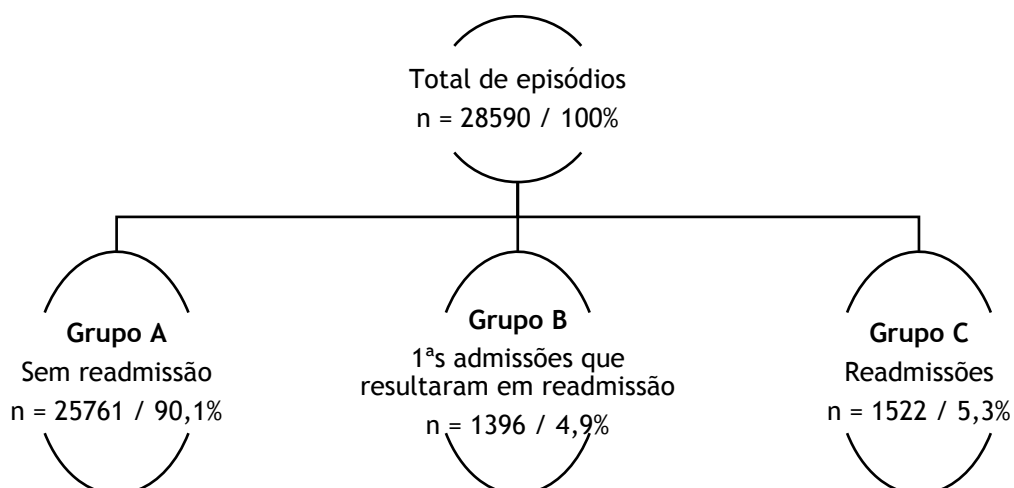 Total de episódios
n = 28590 / 100%
Grupo A
Sem readmissão
n = 25761 / 90,1%
Grupo B
1ªs admissões que
resultaram em readmissão
n = 1396 / 4,9%
Grupo C
Readmissões
n = 1522 / 5,3%